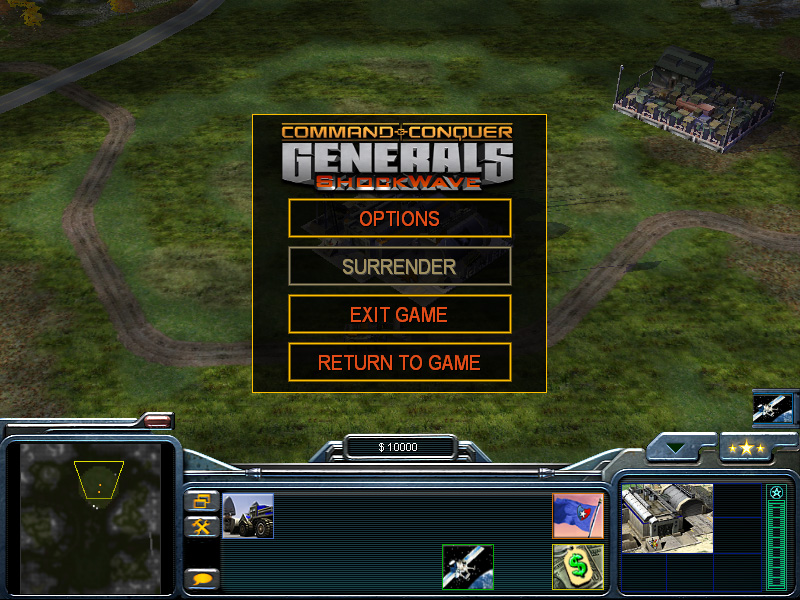 COMMAND & CONQUER
GENERALS
SHOCKWAVE
OPTIONS
SURRENDER
EXIT GAME
RETURN TO GAME
$ 10000
$